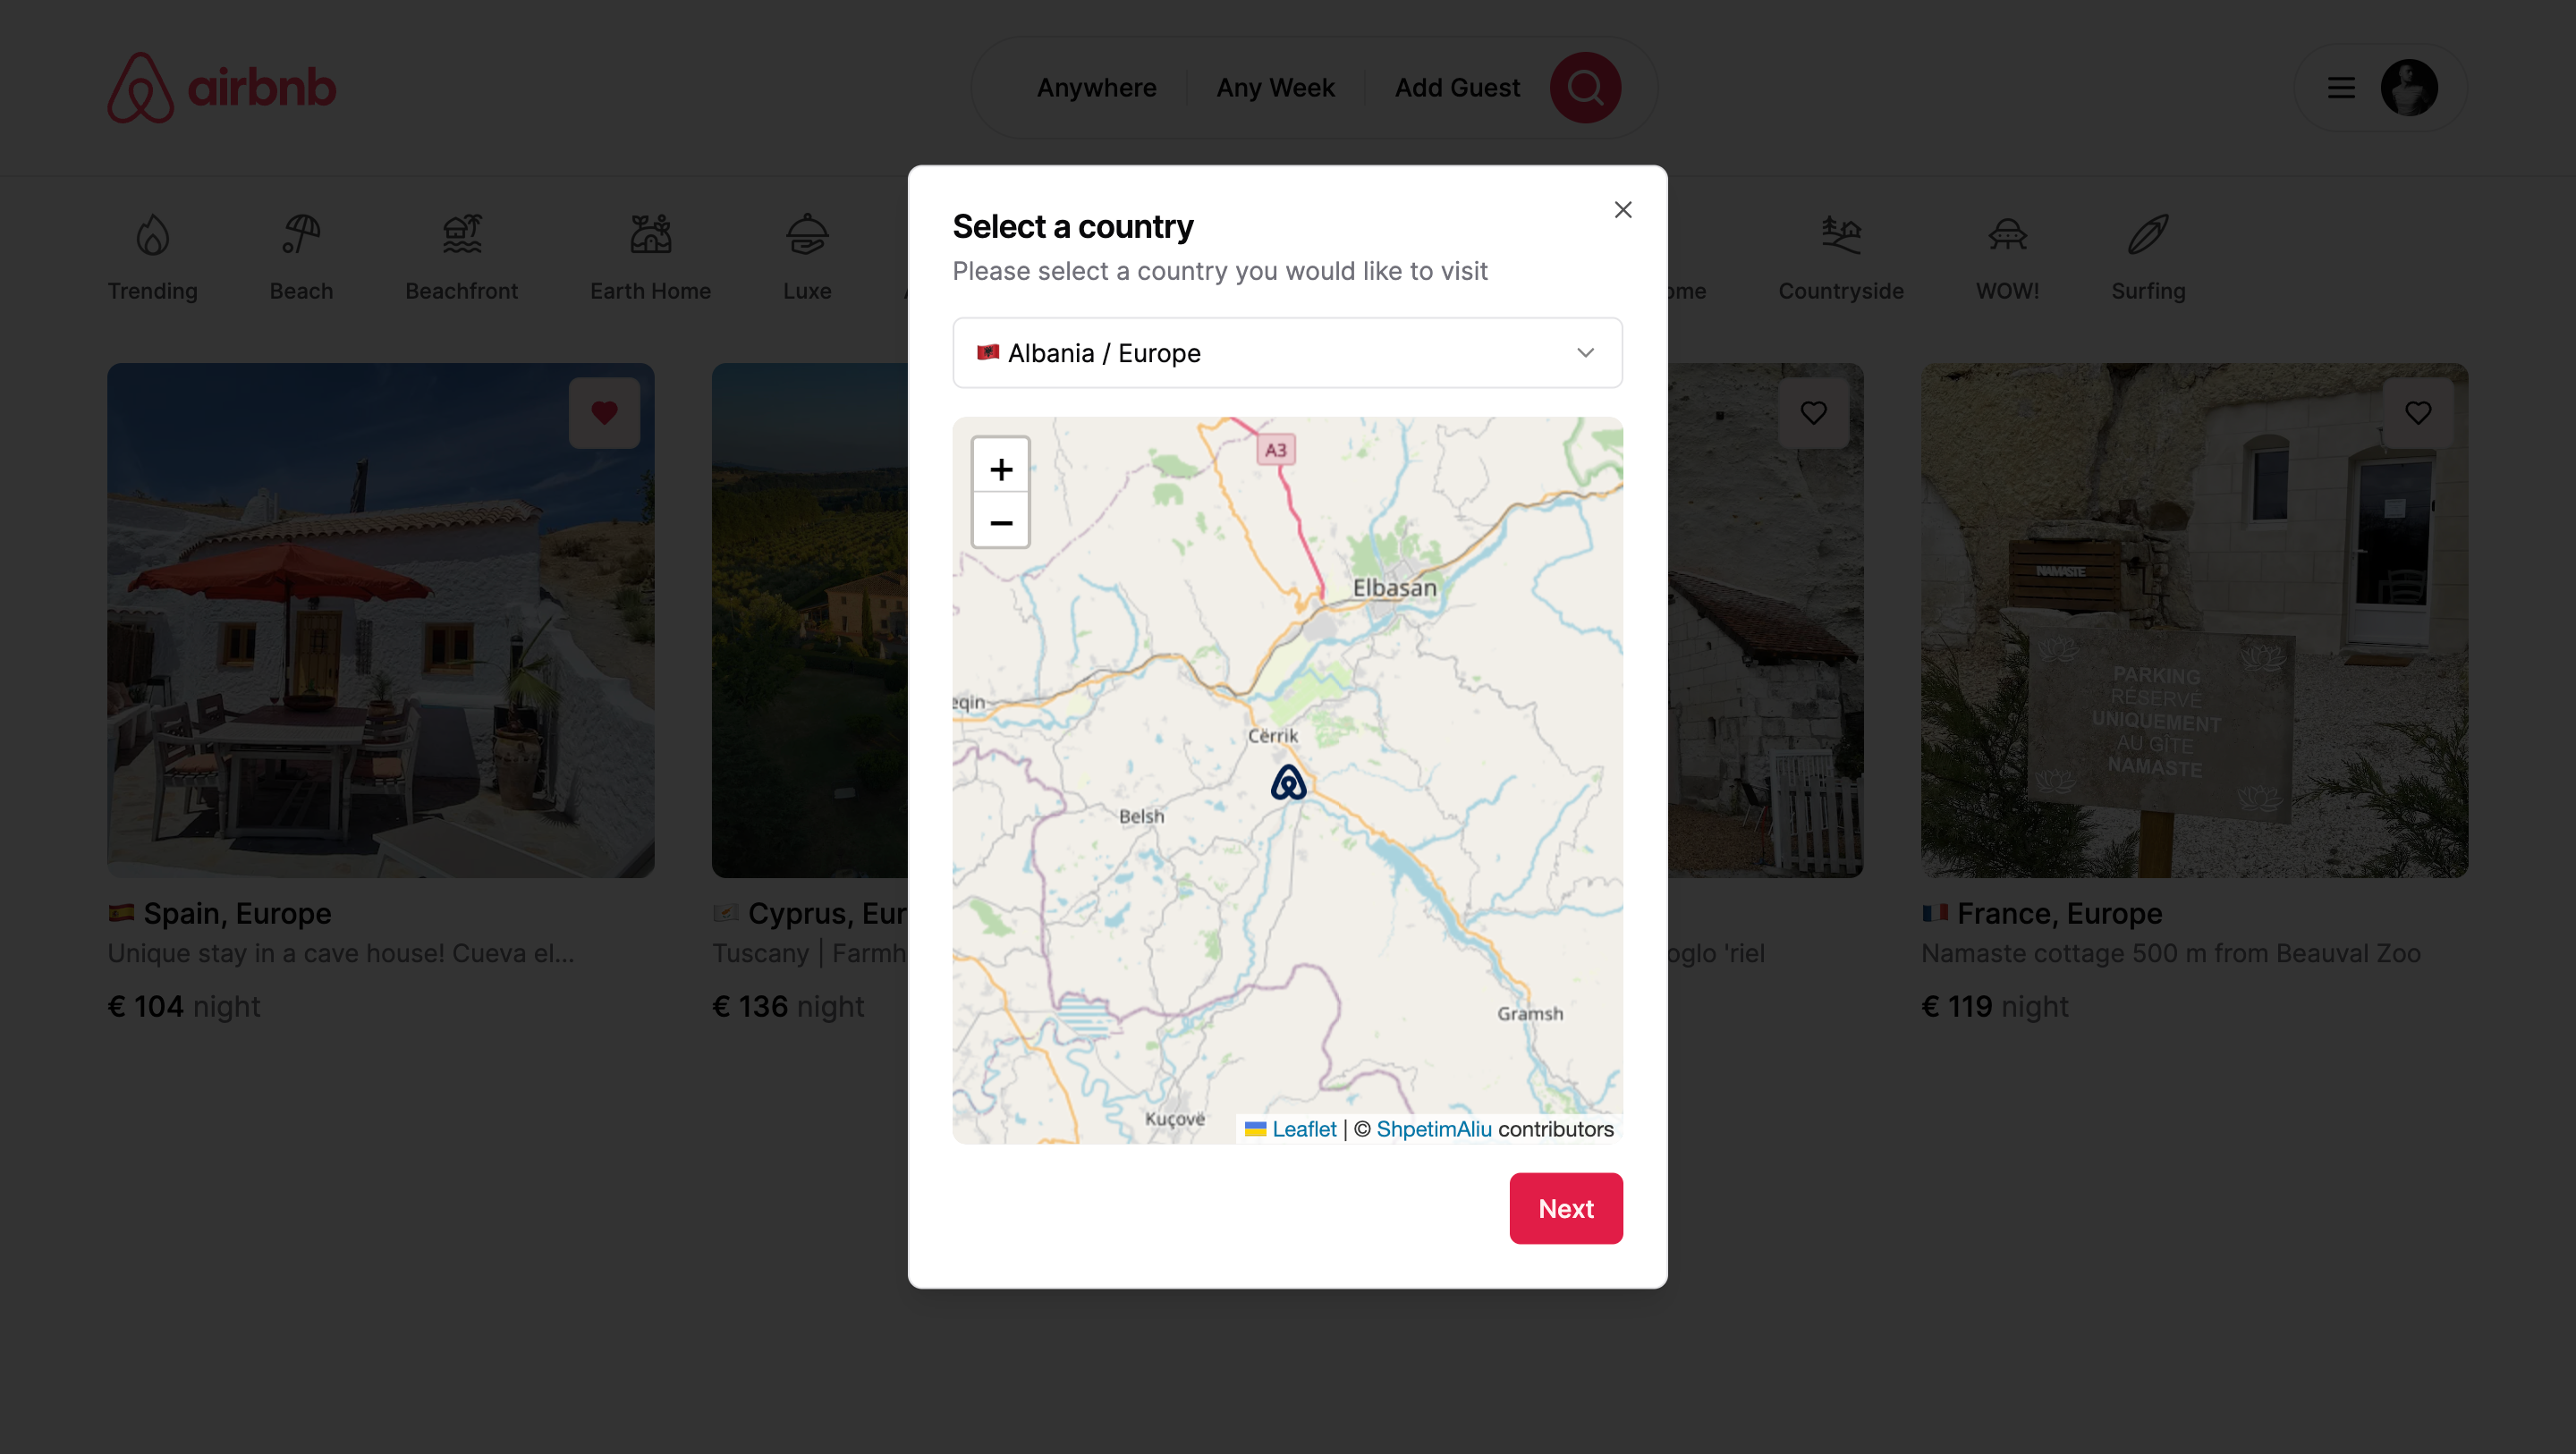 airbnb
Anywhere
Any Week
Add Guest
Trending
Beach
Beachfront
Earth Home
Luxe
ome
Countryside
WOW!
Surfing
Select a country
Please select a country you would like to visit
🇦🇱 Albania / Europe
+
−
A3
Elbasan
eqin
Cërrik
Belsh
Gramsh
Kuçovë
Leaflet | © ShpetimAliu contributors
Next
NAMASTE
PARKING
RÉSERVÉ
UNIQUEMENT
AU GÎTE
NAMASTE
Spain, Europe
Unique stay in a cave house! Cueva el...
€ 104 night
Cyprus, Eur
Tuscany | Farmh
€ 136 night
oglo 'riel
France, Europe
Namaste cottage 500 m from Beauval Zoo
€ 119 night